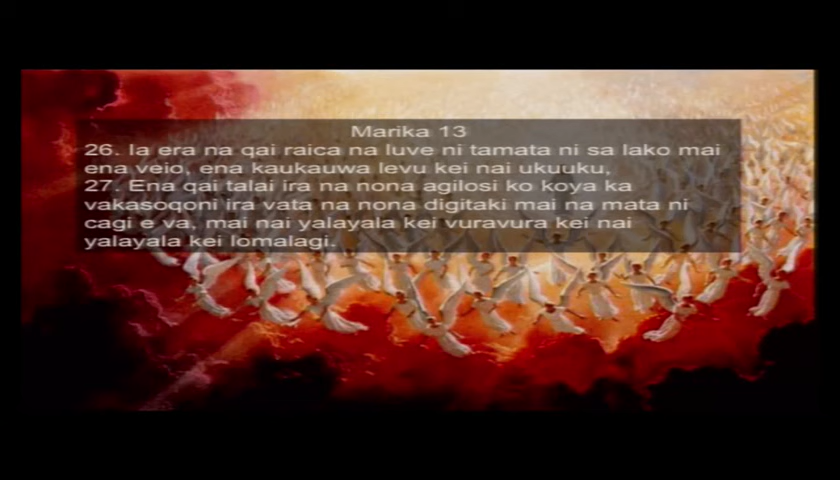 Marika 13
26. Ia era na qai raica na luve ni tamata ni sa lako mai
ena veio, ena kaukauwa levu kei nai ukuuku,
27. Ena qai talai ira na nona agilosi ko koya ka
vakasoqoni ira vata na nona digitaki mai na mata ni
cagi e va, mai nai yalayala kei vuravura kei nai
yalayala kei lomalagi.